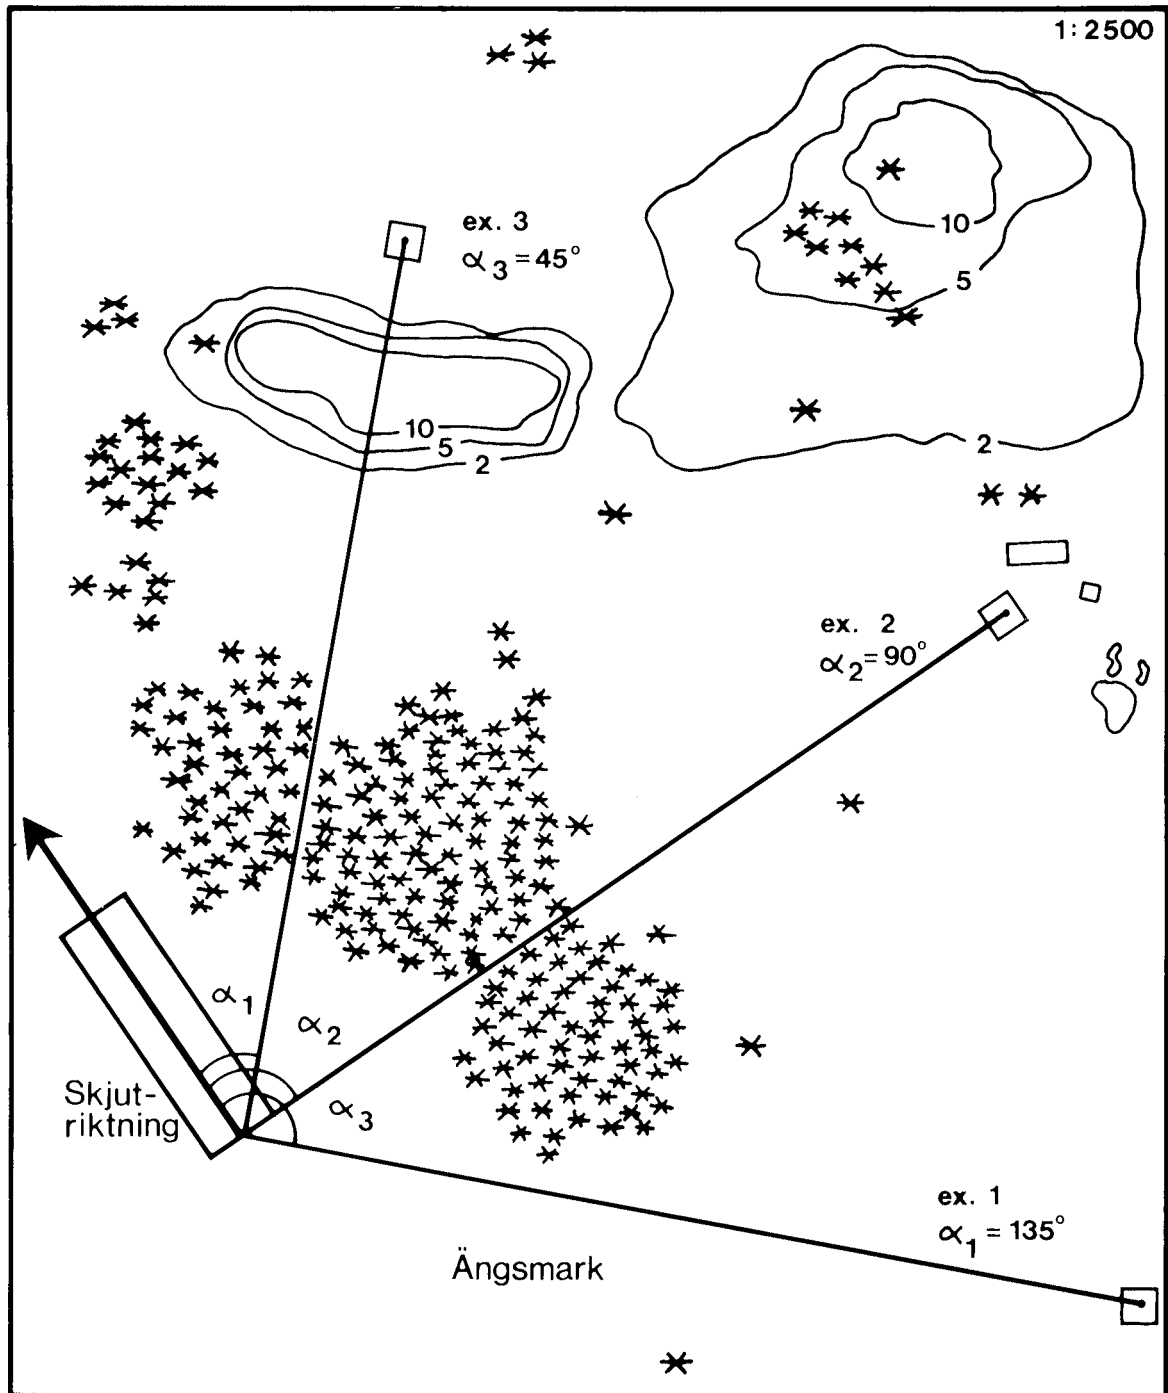 1:2500
ex. 3
α3 = 45°
10
5
10
5
2
2
ex. 2
α2 = 90°
α1
α2
α3
Skjut-
riktning
ex. 1
α1 = 135°
Ängsmark